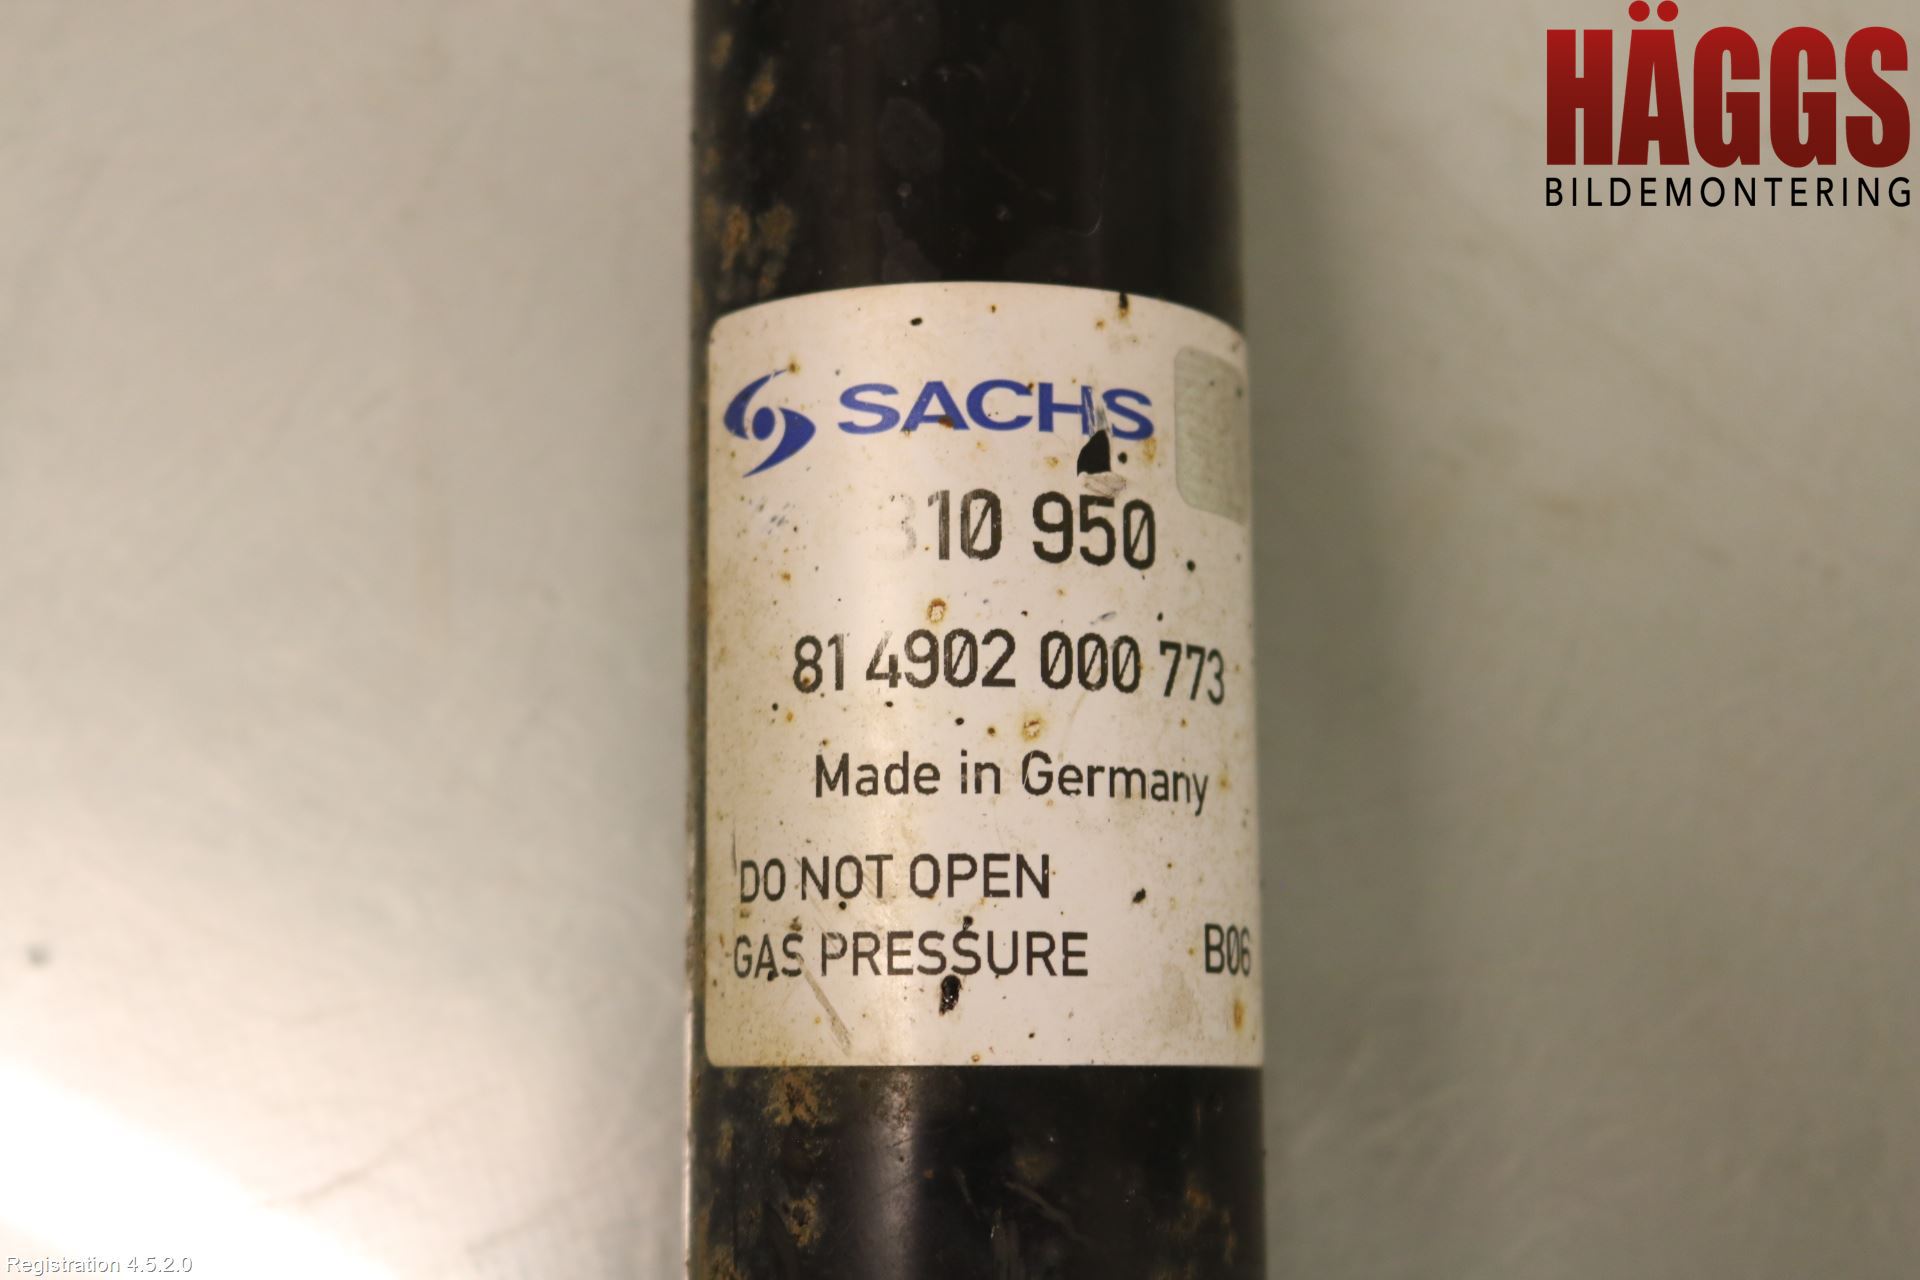 HÄGGS
BILDEMONTERING
SACHS
310 950
81 4902 000 773
Made in Germany
DO NOT OPEN
GAS PRESSURE B06
Registration 4.5.2.0